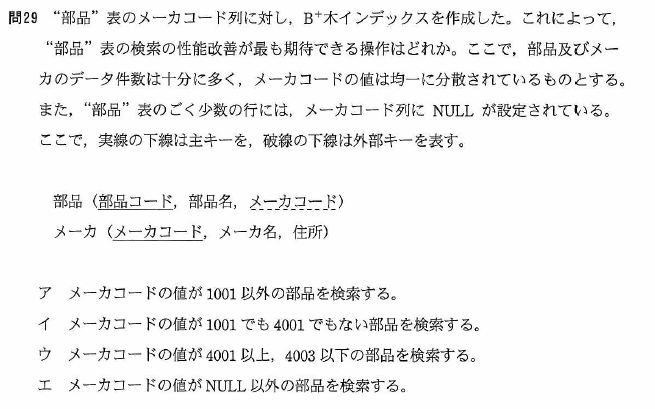 問29 “部品”表のメーカコード列に対し，B⁺木インデックスを作成した。これによって，
“部品”表の検索の性能改善が最も期待できる操作はどれか。ここで，部品及びメー
カのデータ件数は十分に多く，メーカコードの値は均一に分散されているものとする。
また，“部品”表のごく少数の行には，メーカコード列に NULL が設定されている。
ここで，実線の下線は主キーを，破線の下線は外部キーを表す。
部品（部品コード，部品名，メーカコード）
メーカ（メーカコード，メーカ名，住所）
ア メーカコードの値が 1001 以外の部品を検索する。
イ メーカコードの値が 1001 でも 4001 でもない部品を検索する。
ウ メーカコードの値が 4001 以上，4003 以下の部品を検索する。
エ メーカコードの値が NULL 以外の部品を検索する。